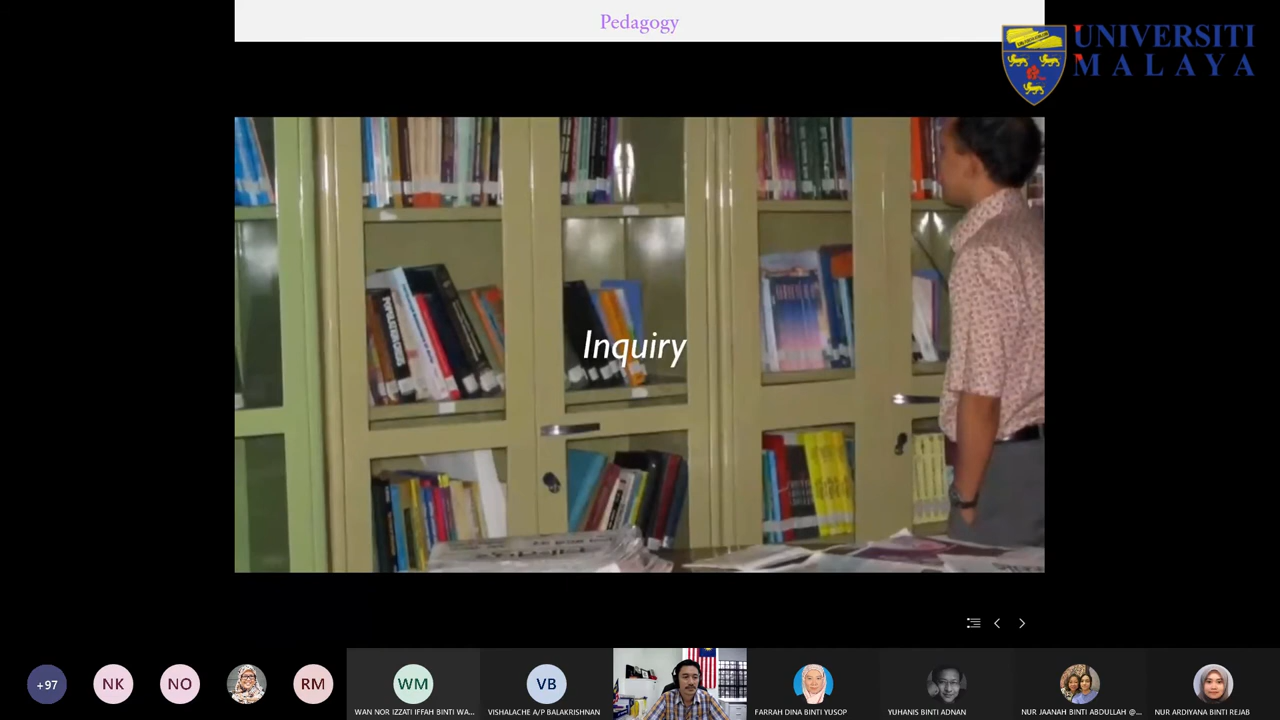 Pedagogy
UNIVERSITI
MALAYA
Inquiry
+97
NK
NO
RM
WM
VB
WAN NOR IZZATI IFFAH BINTI WA...
VISHALACHE A/P BALAKRISHNAN
FARRAH DINA BINTI YUSOP
YUHANIS BINTI ADNAN
NUR JAANAH BINTI ABDULLAH @...
NUR ARDIYANA BINTI REJAB